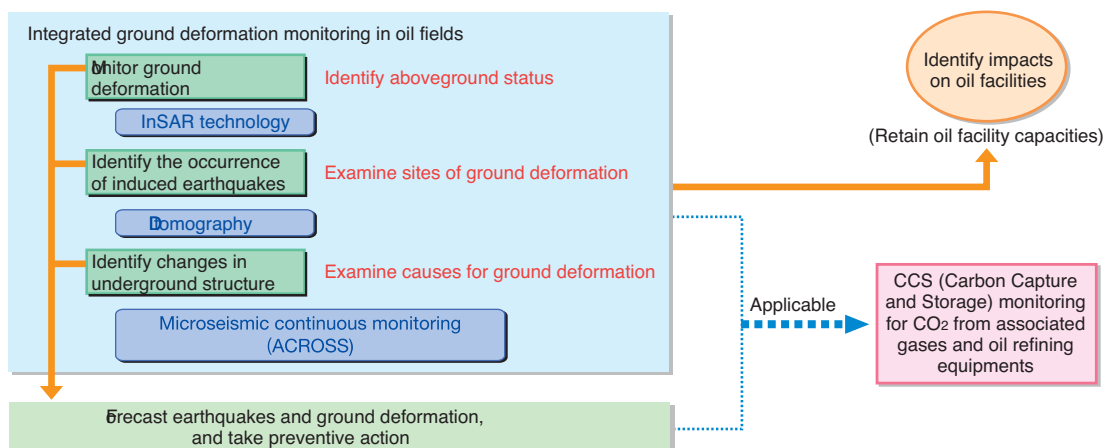 Integrated ground deformation monitoring in oil fields
Monitor ground
deformation
Identify aboveground status
InSAR technology
Identify the occurrence
of induced earthquakes
Examine sites of ground deformation
tomography
Identify changes in
underground structure
Examine causes for ground deformation
Microseismic continuous monitoring
(ACROSS)
Forecast earthquakes and ground deformation,
and take preventive action
Identify impacts
on oil facilities
(Retain oil facility capacities)
Applicable
CCS (Carbon Capture
and Storage) monitoring
for CO2 from associated
gases and oil refining
equipments